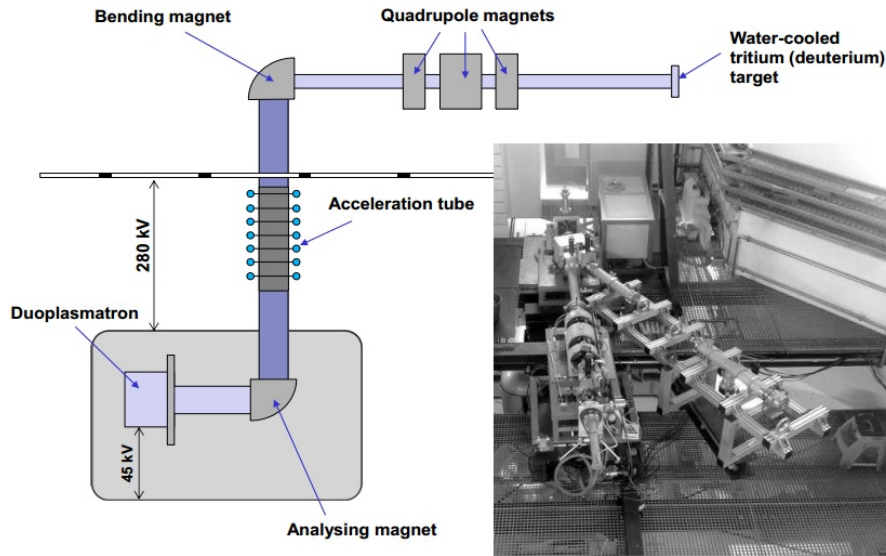 Bending magnet
Quadrupole magnets
Water-cooled
tritium (deuterium)
target
280 kV
Acceleration tube
Duoplasmatron
45 kV
Analysing magnet